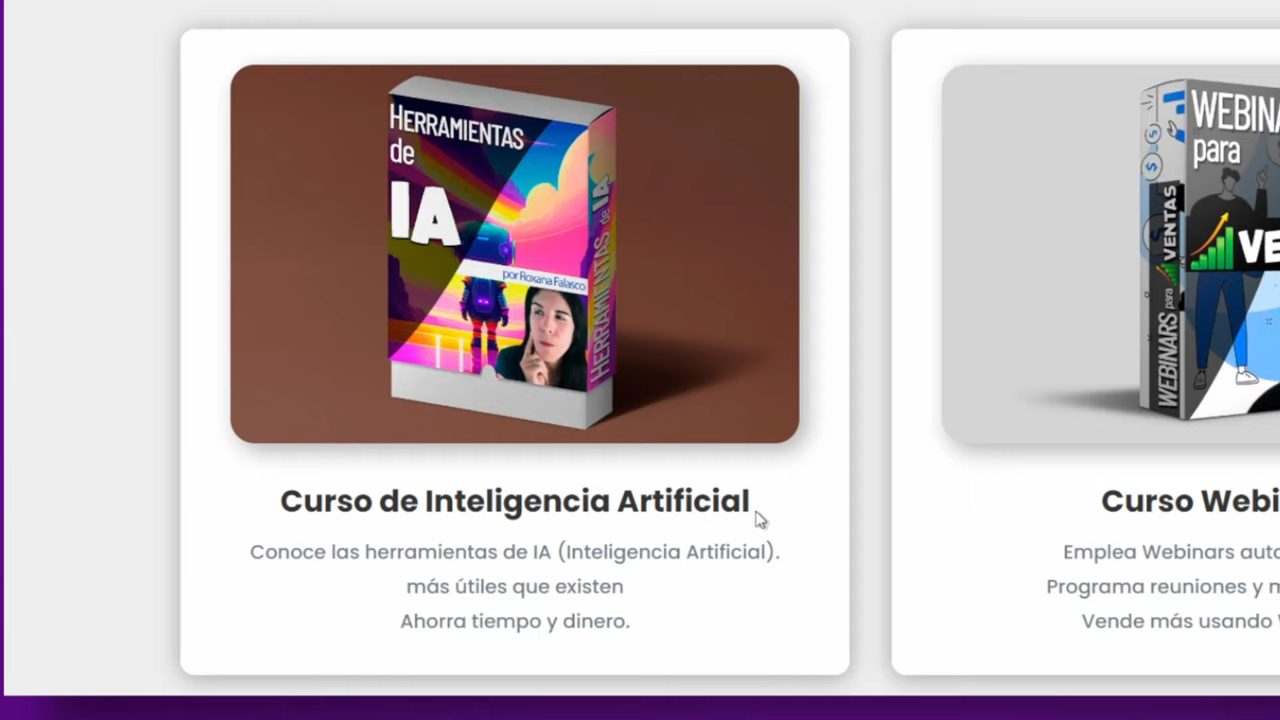 HERRAMIENTAS
de
IA
por Roxana Falasco
HERRAMIENTAS de IA
Curso de Inteligencia Artificial
Conoce las herramientas de IA (Inteligencia Artificial).
más útiles que existen
Ahorra tiempo y dinero.
WEBINA
para
VE
WEBINARS para VENTAS
Curso Webi
Emplea Webinars auto
Programa reuniones y m
Vende más usando